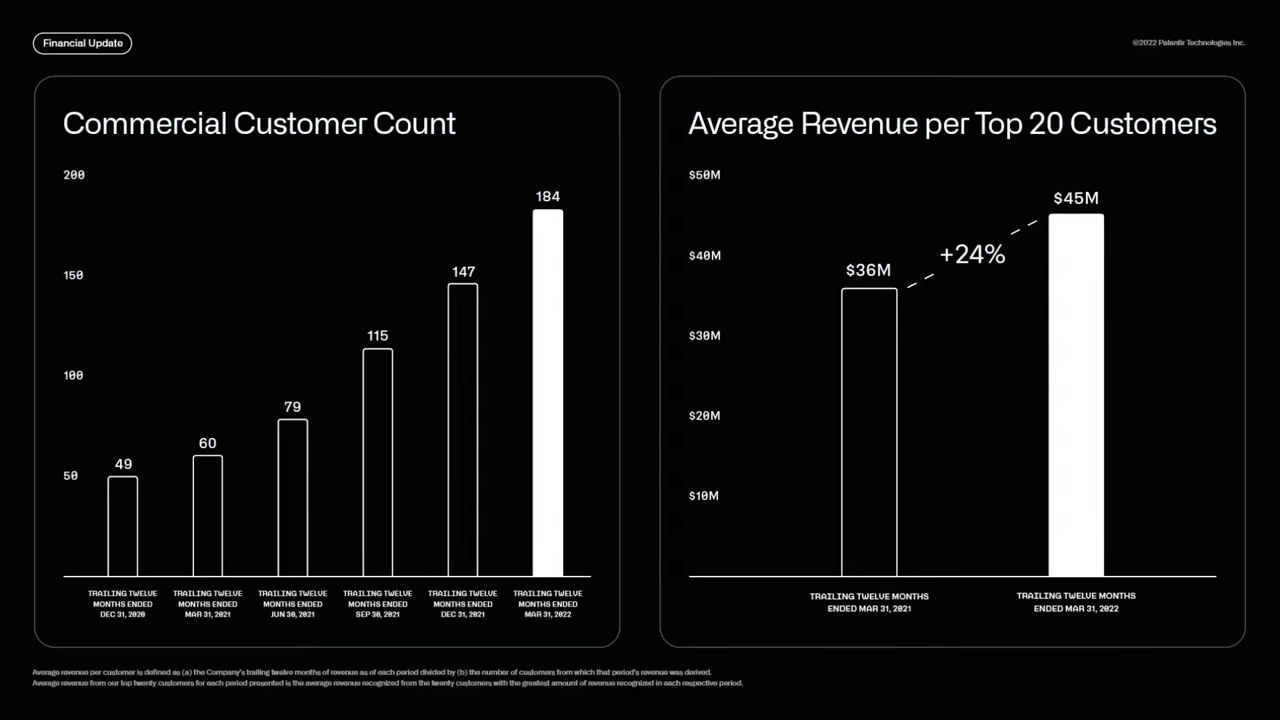 Financial Update
©2022 Palantir Technologies Inc.
Commercial Customer Count
200
150
100
50
49
60
79
115
147
184
TRAILING TWELVE
MONTHS ENDED
DEC 31, 2020
TRAILING TWELVE
MONTHS ENDED
MAR 31, 2021
TRAILING TWELVE
MONTHS ENDED
JUN 30, 2021
TRAILING TWELVE
MONTHS ENDED
SEP 30, 2021
TRAILING TWELVE
MONTHS ENDED
DEC 31, 2021
TRAILING TWELVE
MONTHS ENDED
MAR 31, 2022
Average Revenue per Top 20 Customers
$50M
$40M
$30M
$20M
$10M
$36M
+24%
$45M
TRAILING TWELVE MONTHS
ENDED MAR 31, 2021
TRAILING TWELVE MONTHS
ENDED MAR 31, 2022
Average revenue per customer is defined as (a) the Company's trailing twelve months of revenue as of each period divided by (b) the number of customers from which that period's revenue was derived.
Average revenue from our top twenty customers for each period presented is the average revenue recognized from the twenty customers with the greatest amount of revenue recognized in each respective period.